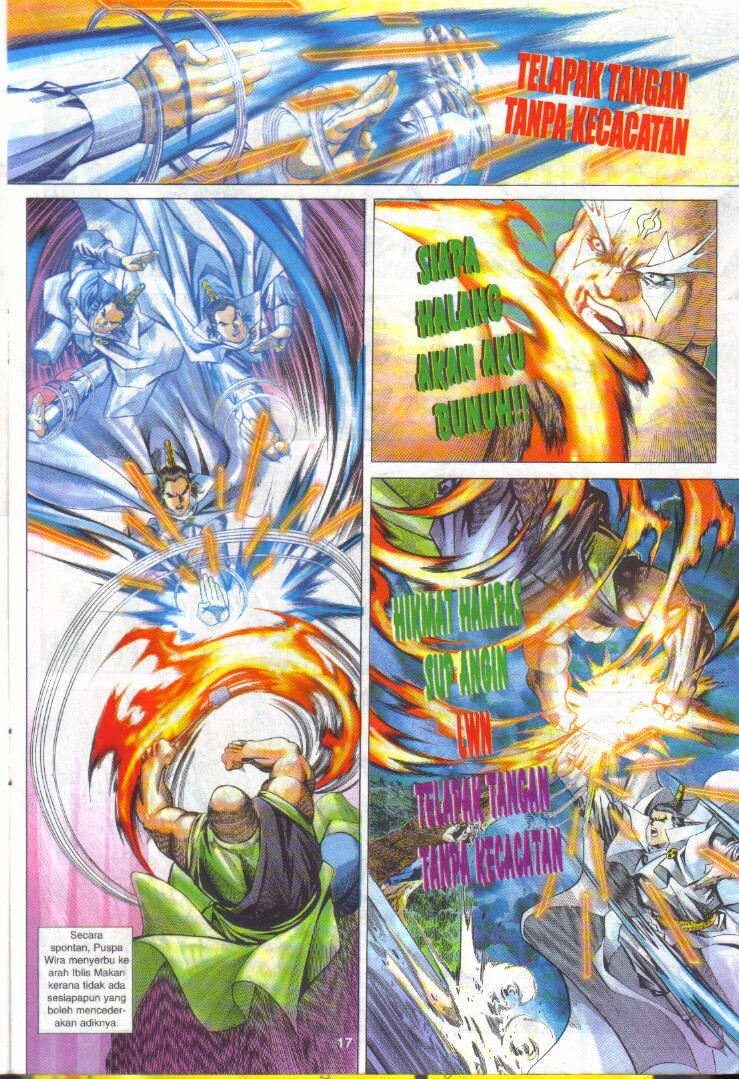 TELAPAK TANGAN
TANPA KECACATAN
SIAPA
HALANG
AKAN AKU
BUNUH!!
Secara
spontan, Puspa
Wira menyerbu ke
arah Iblis Makan
kerana tidak ada
sesiapapun yang
boleh menceder-
akan adiknya.
HIKMAT HAMPAS
SUP ANGIN
LWN
TELAPAK TANGAN
TANPA KECACATAN
17